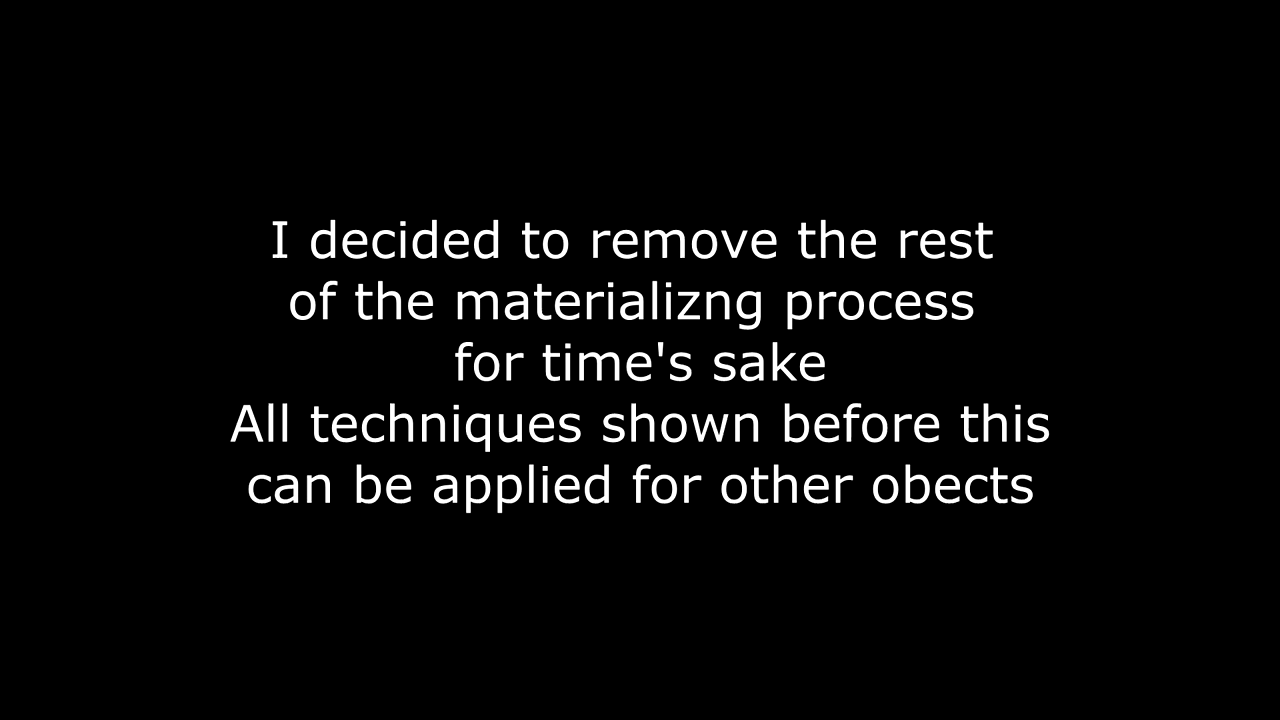 I decided to remove the rest
of the materializng process
for time's sake
All techniques shown before this
can be applied for other obects